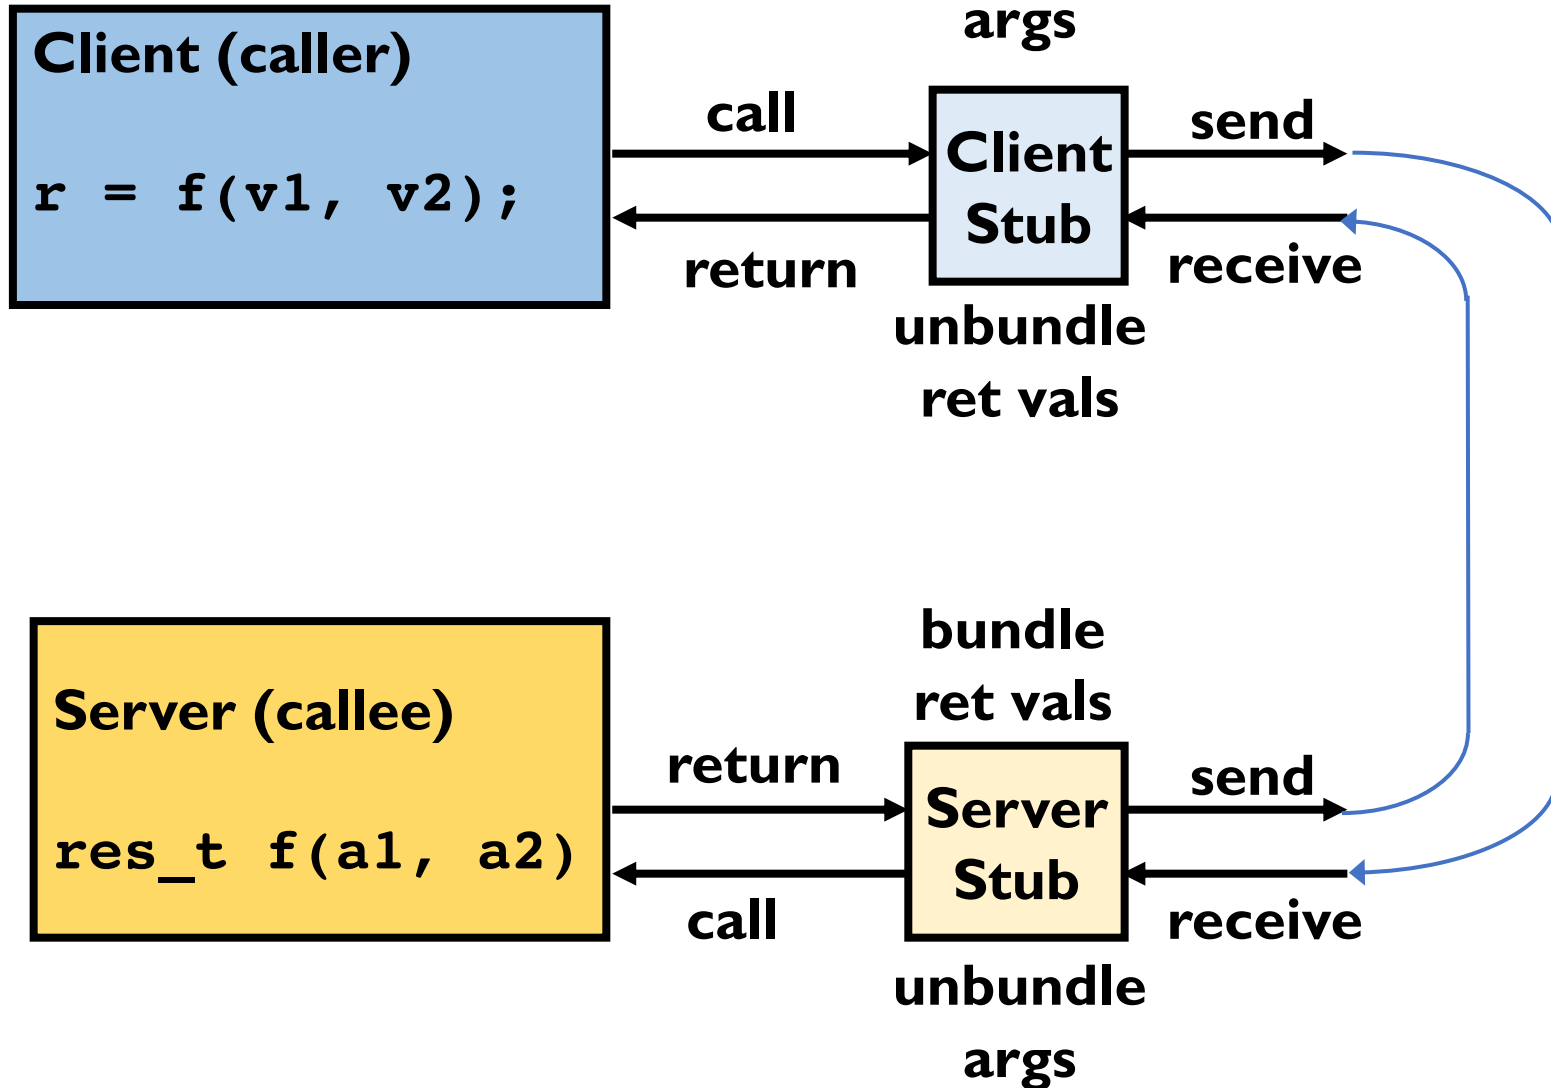 args
Client (caller)
r = f(v1, v2);
call
return
Client
Stub
send
receive
unbundle
ret vals
bundle
ret vals
Server (callee)
res_t f(a1, a2)
return
call
Server
Stub
send
receive
unbundle
args